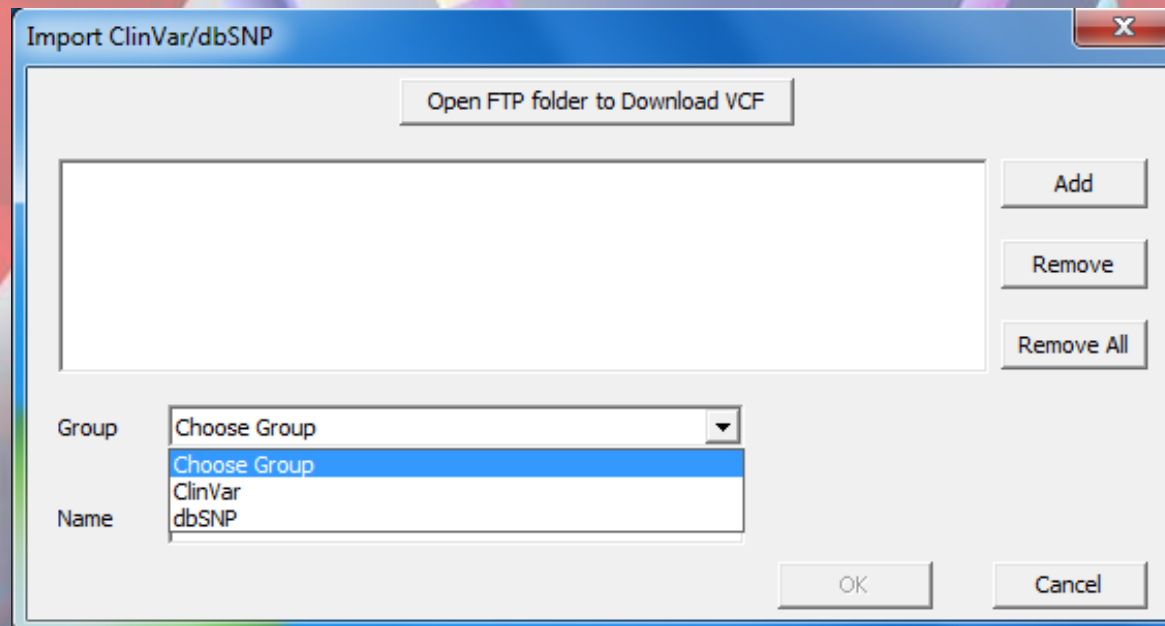 Import ClinVar/dbSNP
Open FTP folder to Download VCF
Add
Remove
Remove All
Group
Choose Group
Choose Group
ClinVar
dbSNP
Name
OK
Cancel